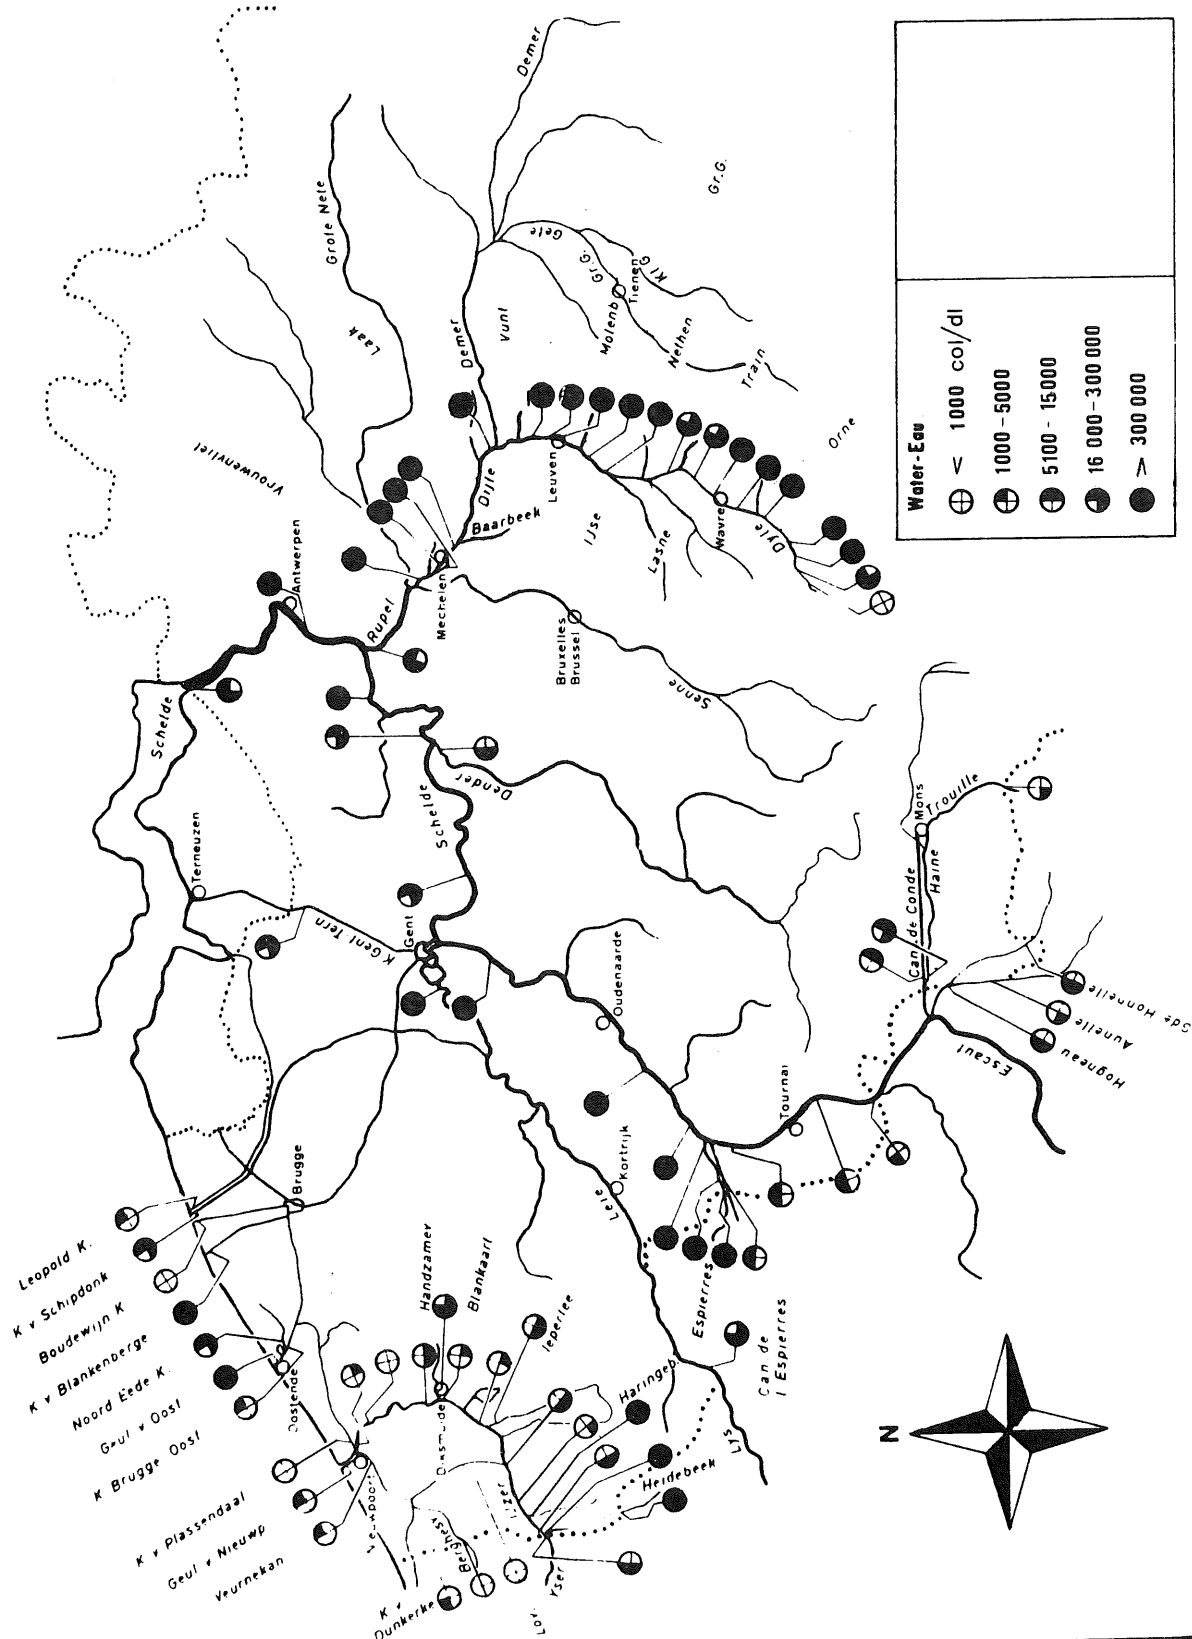 Demer
Grote Nete
Laak
Vrouwenvliet
Gr.G.
Gete
Gr.G.
Kl G
Tienen
Molenb
Vunt
Demer
Nethen
Train
Orne
Dijle
Leuven
Baarbeek
IJse
Lasne
Wavre
Dyle
Antwerpen
Rupel
Mechelen
Bruxelles
Brussel
Senne
Schelde
Terneuzen
Schelde
Dender
K Gent Tern
Gent
Mons
Trouille
Haine
Can de Conde
Oudenaarde
Gde Honnelle
Aunelle
Hogneau
Escaut
Tournai
Kortrijk
Leie
Brugge
Leopold K.
K v Schipdonk
Boudewijn K
K v Blankenberge
Noord Eede K.
Geul v Oost
K Brugge Oost
K v Plassendaal
Geul v Nieuwp
Veurnekan
Oostende
Handzamev
Blankaart
Ieperlee
Espierres
Can de
l Espierres
Haringeb.
Heidebeek
Lys
Yser
K v
Dunkerke
Water-Eau
< 1000 col/dl
1000-5000
5100-15000
16 000-300 000
> 300 000
N